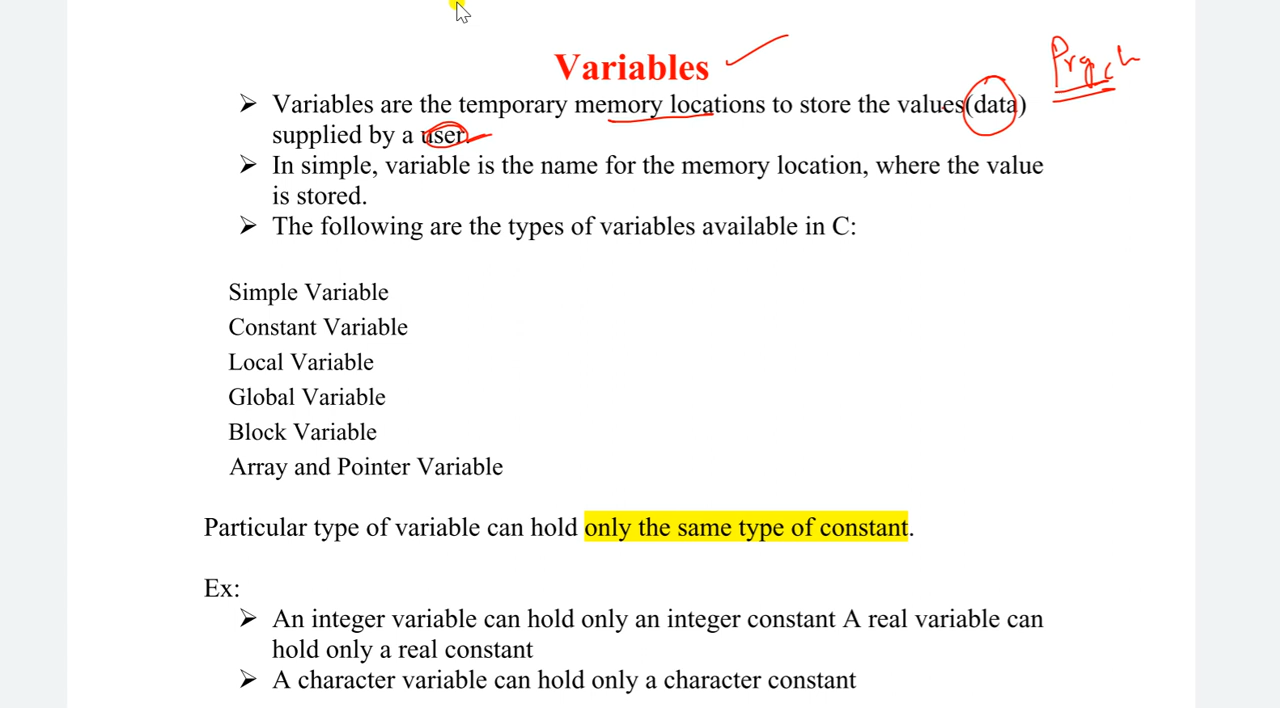 Variables
➢ Variables are the temporary memory locations to store the values(data)
supplied by a user.
➢ In simple, variable is the name for the memory location, where the value
is stored.
➢ The following are the types of variables available in C:
Simple Variable
Constant Variable
Local Variable
Global Variable
Block Variable
Array and Pointer Variable
Particular type of variable can hold only the same type of constant.
Ex:
➢ An integer variable can hold only an integer constant A real variable can
hold only a real constant
➢ A character variable can hold only a character constant